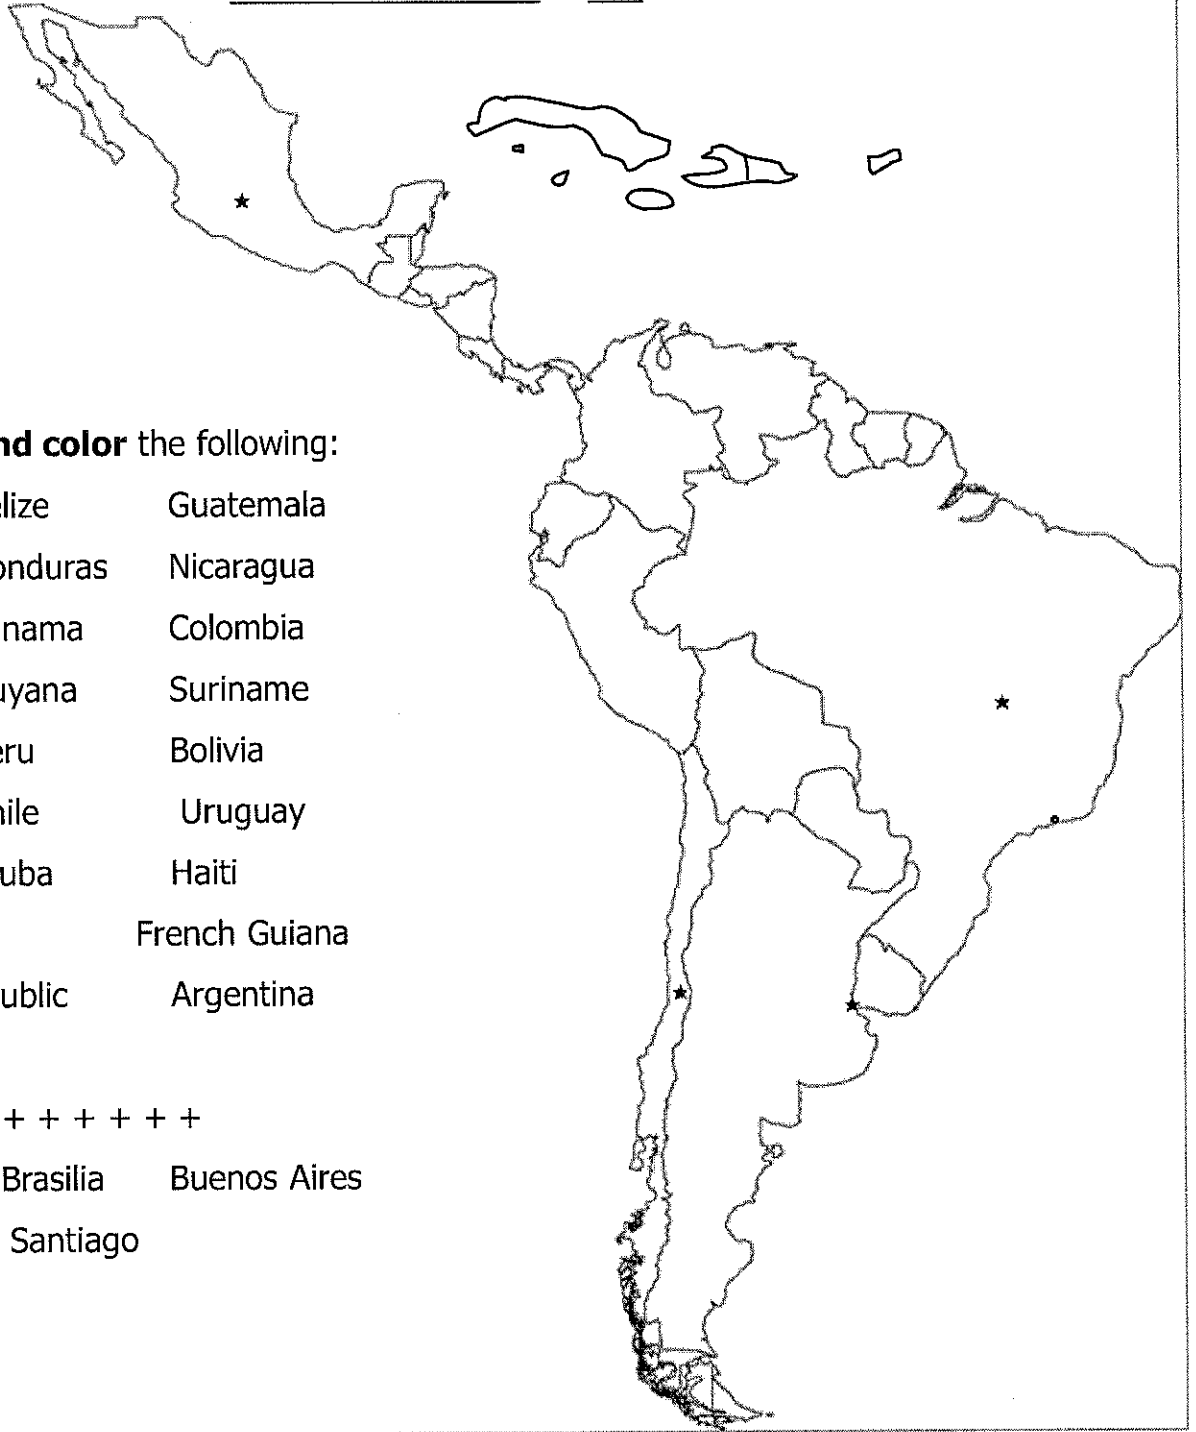 nd color the following:
elize Guatemala
onduras Nicaragua
nama Colombia
uyana Suriname
eru Bolivia
hile Uruguay
uba Haiti
French Guiana
ublic Argentina
+ + + + + +
Brasilia Buenos Aires
Santiago